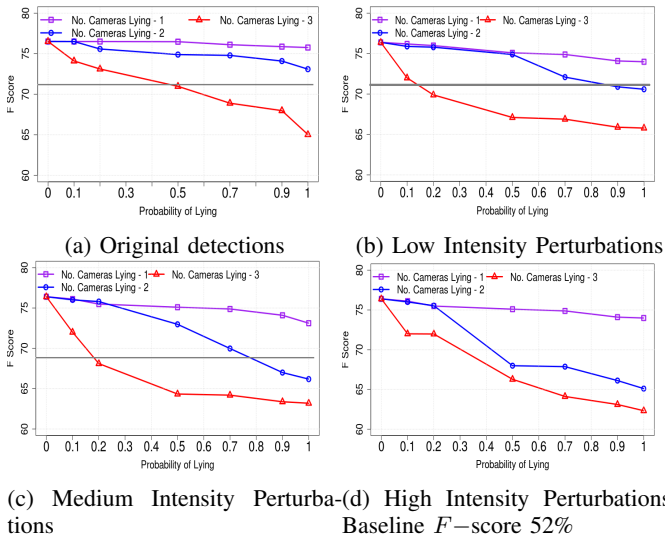 No. Cameras Lying - 1 No. Cameras Lying - 3
No. Cameras Lying - 2
F Score
80
75
70
65
60
0 0.1 0.2 0.3 0.5 0.7 0.9 1
Probability of Lying
(a) Original detections
No. Cameras Lying - 1 No. Cameras Lying - 3
No. Cameras Lying - 2
F Score
80
75
70
65
60
0 0.1 0.2 0.3 0.4 0.5 0.6 0.7 0.8 0.9 1
Probability of Lying
(b) Low Intensity Perturbations
No. Cameras Lying - 1 No. Cameras Lying - 3
No. Cameras Lying - 2
F Score
80
75
70
65
60
0 0.1 0.2 0.3 0.4 0.5 0.6 0.7 0.8 0.9 1
Probability of Lying
(c) Medium Intensity Perturba-
tions
No. Cameras Lying - 1 No. Cameras Lying - 3
No. Cameras Lying - 2
F Score
80
75
70
65
60
0 0.1 0.2 0.3 0.4 0.5 0.6 0.7 0.8 0.9 1
Probability of Lying
(d) High Intensity Perturbations
Baseline F−score 52%